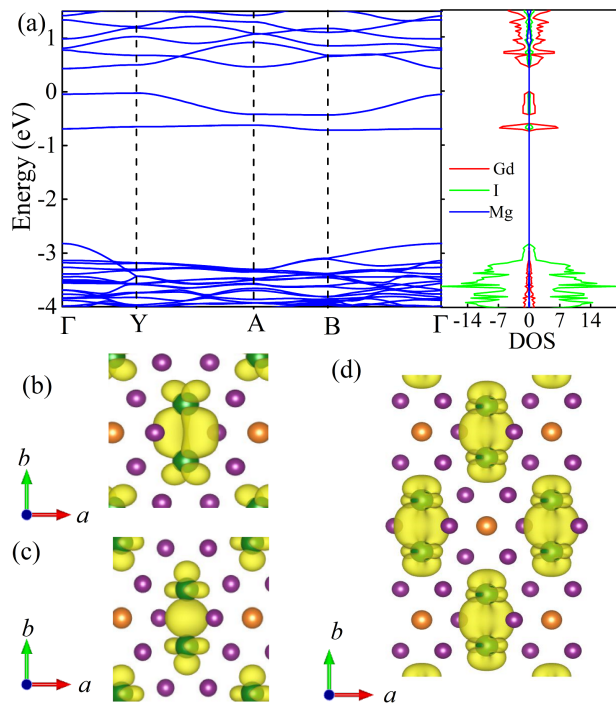 (a)
Energy (eV)
1
0
-1
-2
-3
-4
Γ Y A B Γ
Gd
I
Mg
-14 -7 0 7 14
DOS
(b)
b
a
(c)
b
a
(d)
b
a